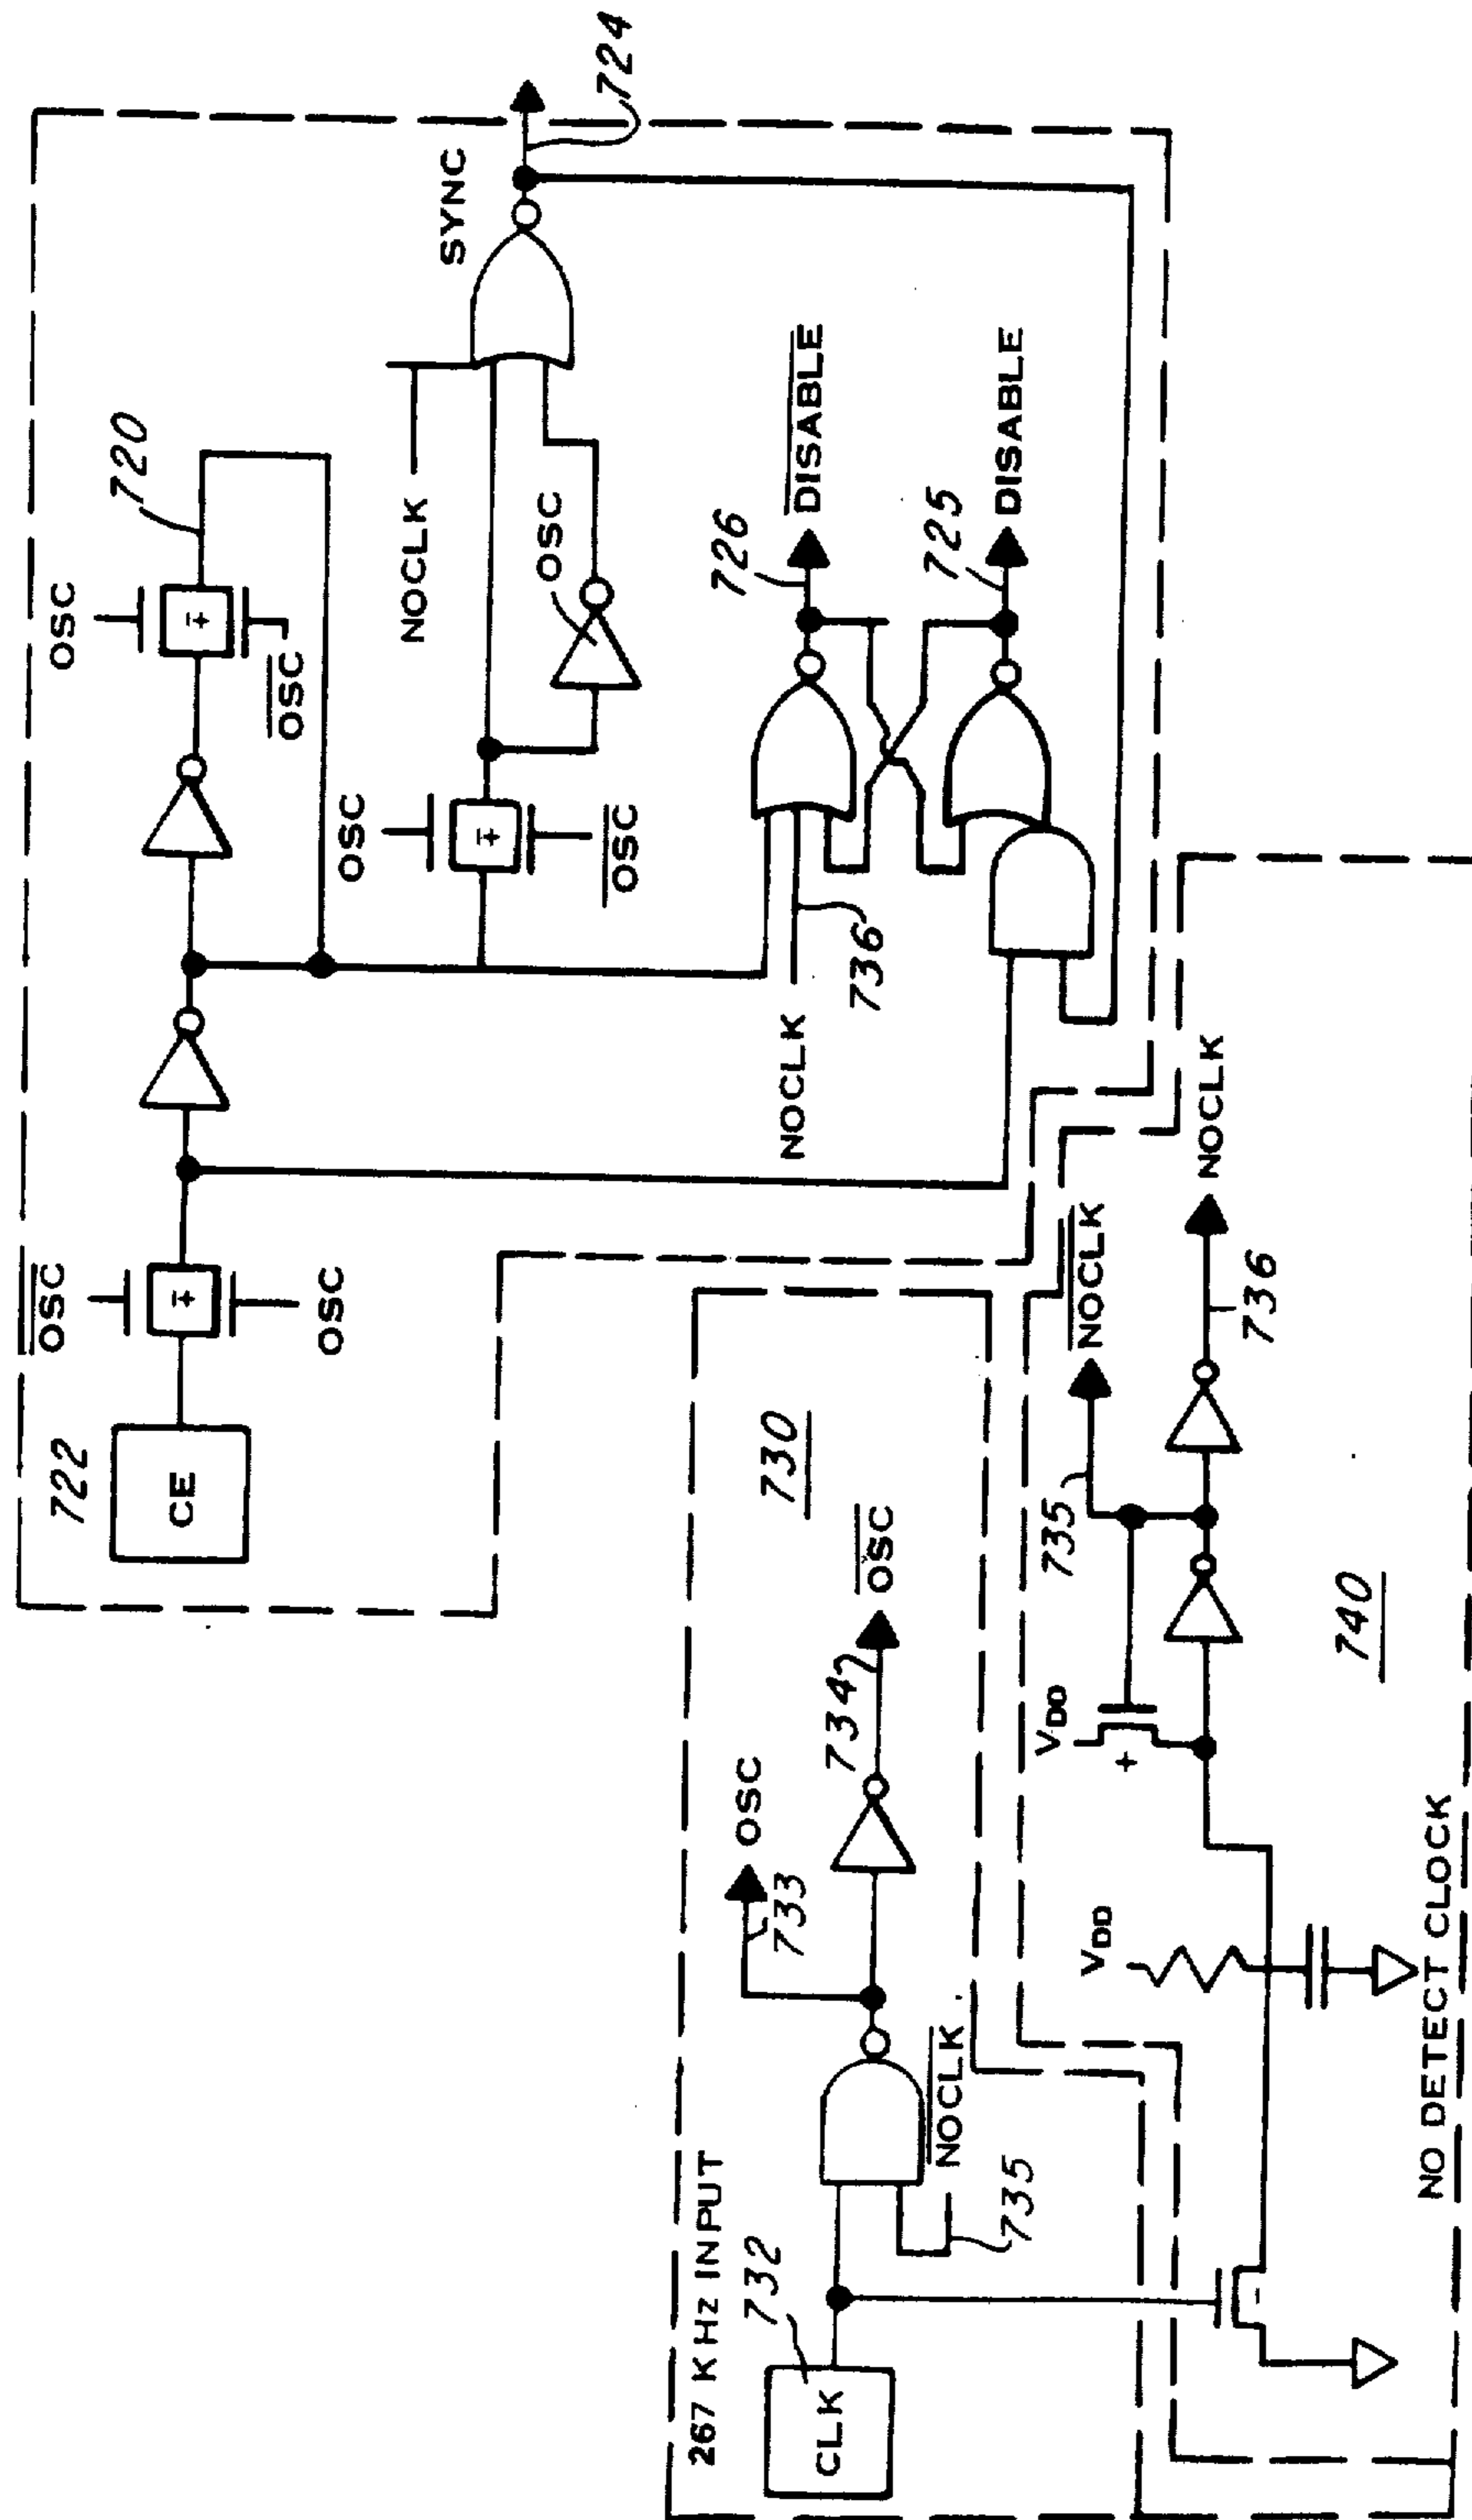 OSC
720
OSC
SYNC
724
OSC
722
CE
OSC
OSC
OSC
NOCLK
OSC
726
DISABLE
NOCLK
736
725
DISABLE
267 KHz INPUT
732
CLK
OSC
733
734
OSC
730
NOCLK
735
VDD
VDD
735
NOCLK
NOCLK
736
740
NO DETECT CLOCK